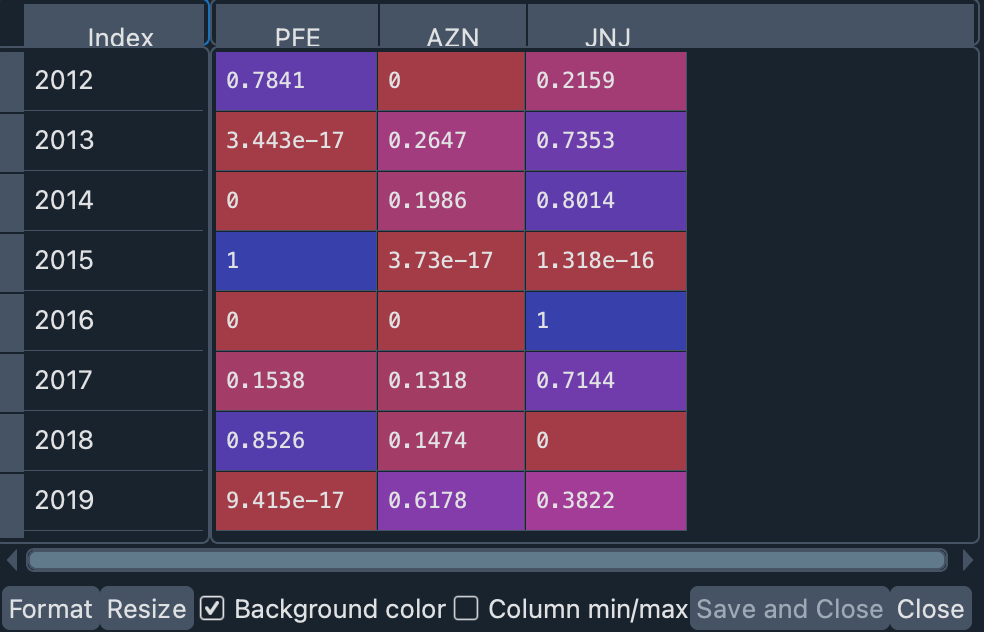 Index PFE AZN JNJ
2012 0.7841 0 0.2159
2013 3.443e-17 0.2647 0.7353
2014 0 0.1986 0.8014
2015 1 3.73e-17 1.318e-16
2016 0 0 1
2017 0.1538 0.1318 0.7144
2018 0.8526 0.1474 0
2019 9.415e-17 0.6178 0.3822
Format Resize Background color Column min/max Save and Close Close